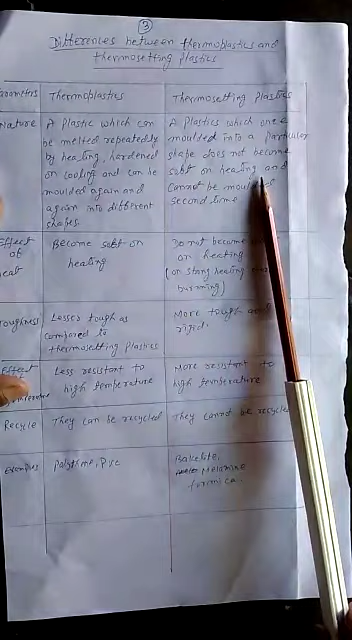 3
Differences between thermoplastics and
thermosetting plastics
Thermoplastics
Thermosetting Plastics
Nature
A Plastic which can
be melted repeatedly
by heating, hardened
on cooling and can be
moulded again and
again into different
shapes
A Plastics which once
moulded into a particular
shape does not become
sobt on heating and
Cannot be moulded
second time
Effect
of
heat
Become sobt on
heating
Do not become
on heating
(on strong heating
burning)
Toughness
Lesser tough as
compared to
thermosetting plastics
More tough and
rigid.
Effect
Less resistant to
high temperature
More resistant to
high temperature
Recycle
They can be recycled
They cannot be recycled
Examples
polythene, PVC
Bakelite,
Melamine
formica.